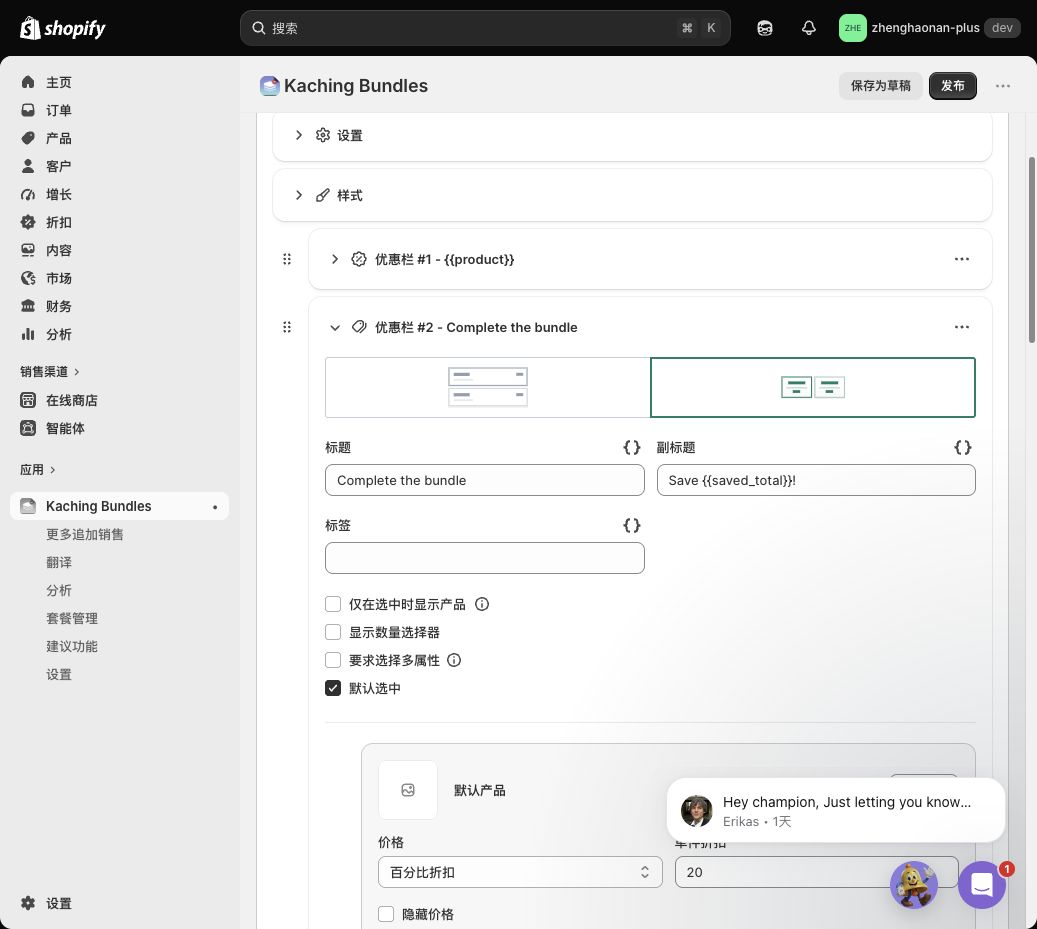 shopify
搜索
⌘ K
ZHE
zhenghaonan-plus dev
主页
订单
产品
客户
增长
折扣
内容
市场
财务
分析
销售渠道
在线商店
智能体
应用
Kaching Bundles
更多追加销售
翻译
分析
套餐管理
建议功能
设置
设置
Kaching Bundles
保存为草稿
发布
设置
样式
优惠栏 #1 - {{product}}
优惠栏 #2 - Complete the bundle
标题
副标题
Complete the bundle
Save {{saved_total}}!
标签
仅在选中时显示产品
显示数量选择器
要求选择多属性
默认选中
默认产品
价格
单件折扣
百分比折扣
20
隐藏价格
Hey champion, Just letting you know...
Erikas • 1天
1